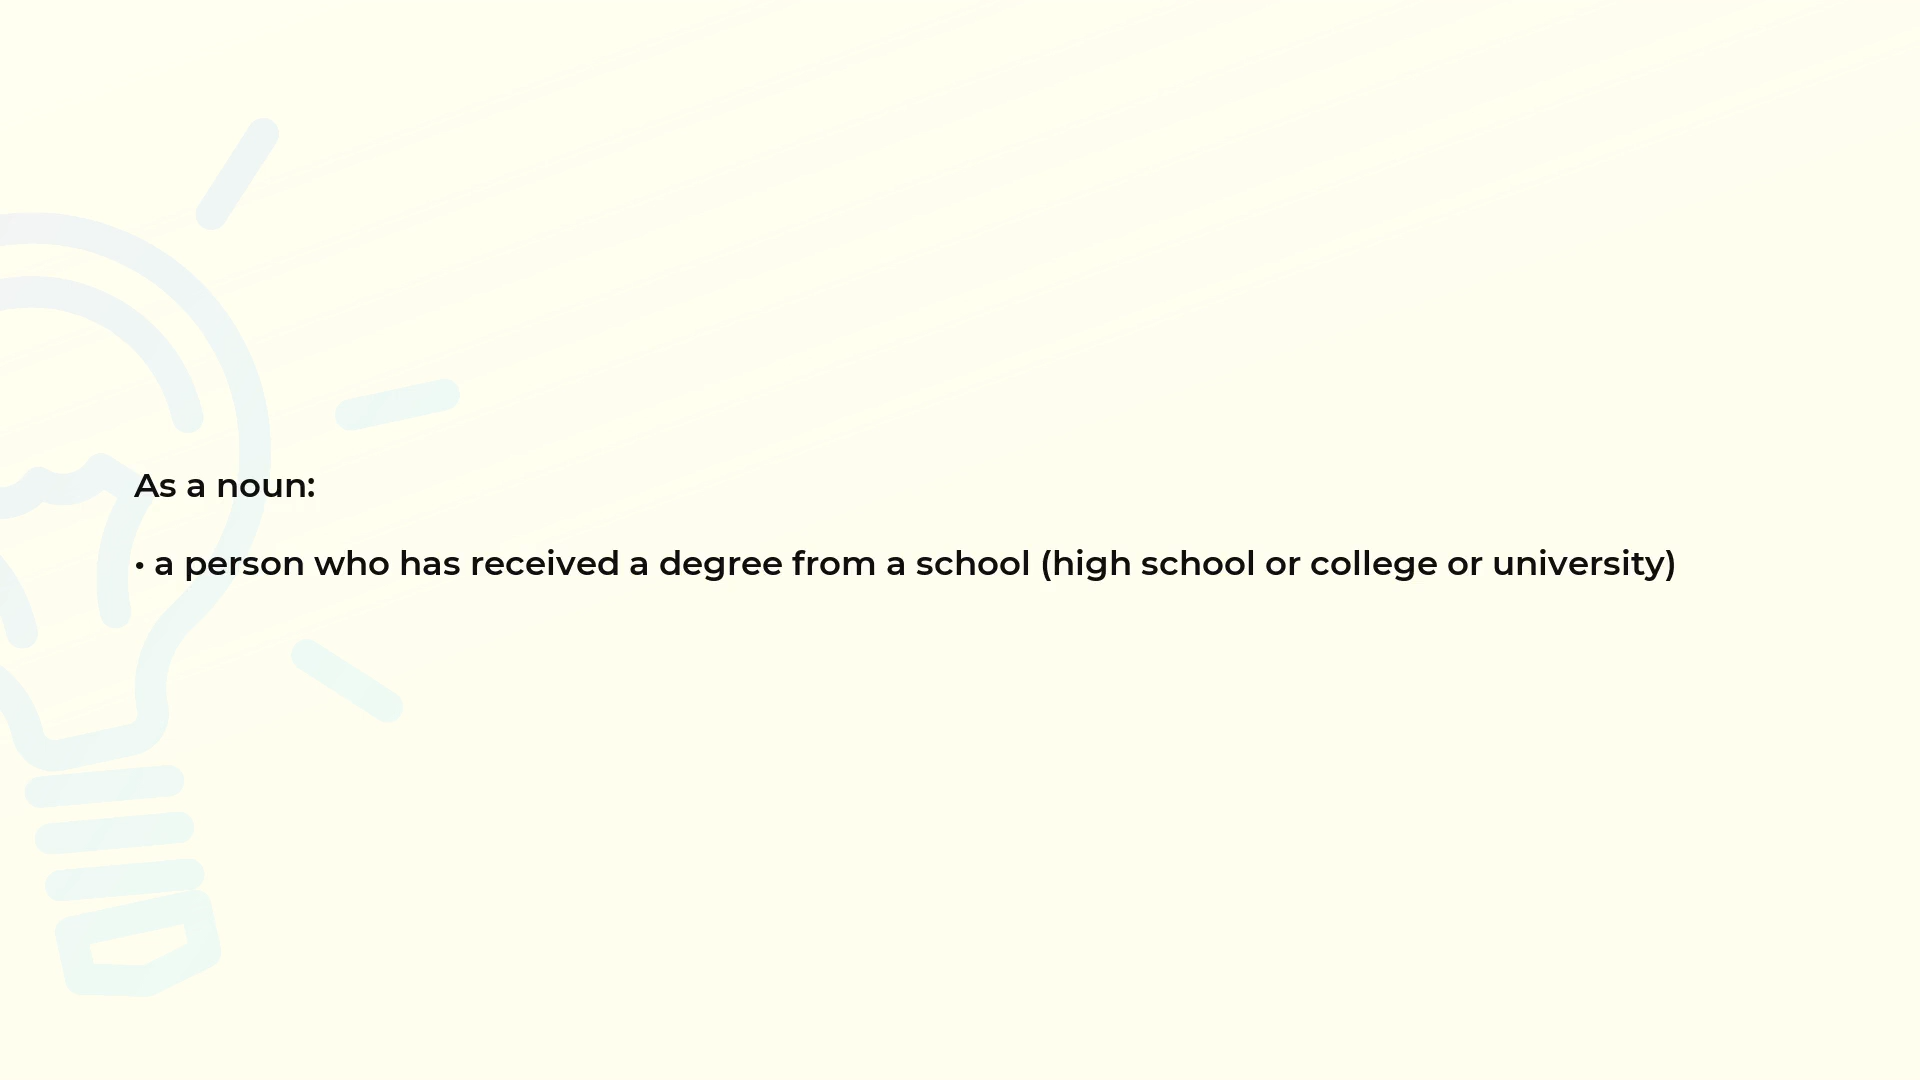 As a noun:
• a person who has received a degree from a school (high school or college or university)